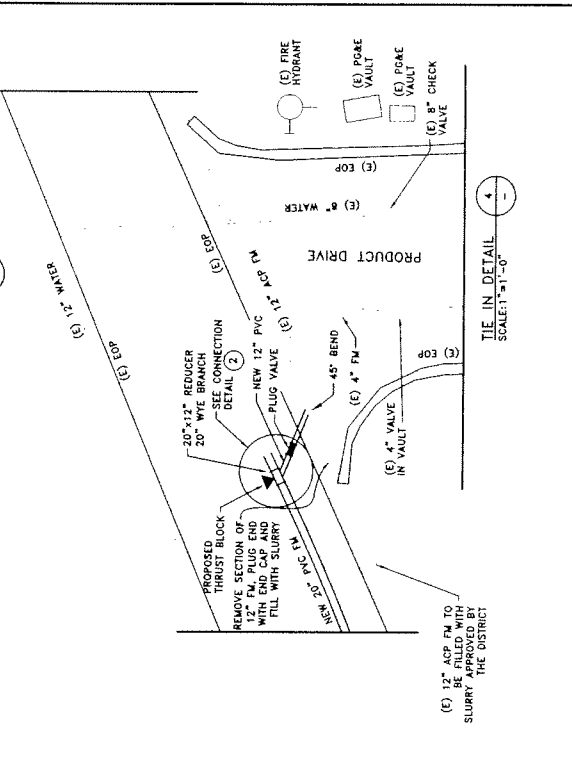 (E) 12" WATER
(E) EOP
(E) EOP
(E) 12" ACP FM
20"x12" REDUCER
20" WYE BRANCH
SEE CONNECTION
DETAIL 2
NEW 12" PVC
PLUG VALVE
45° BEND
(E) 4" FM
PROPOSED
THRUST BLOCK
REMOVE SECTION OF
12" FM, PLUG END
WITH END CAP AND
FILL WITH SLURRY
NEW 20" PVC FM
(E) 12" ACP FM TO
BE FILLED WITH
SLURRY APPROVED BY
THE DISTRICT
(E) 4" VALVE
IN VAULT
(E) EOP
PRODUCT DRIVE
(E) 8" WATER
(E) EOP
(E) FIRE
HYDRANT
(E) PG&E
VAULT
(E) PG&E
VAULT
(E) 8" CHECK
VALVE
TIE IN DETAIL 4
SCALE:1"=1'-0" -